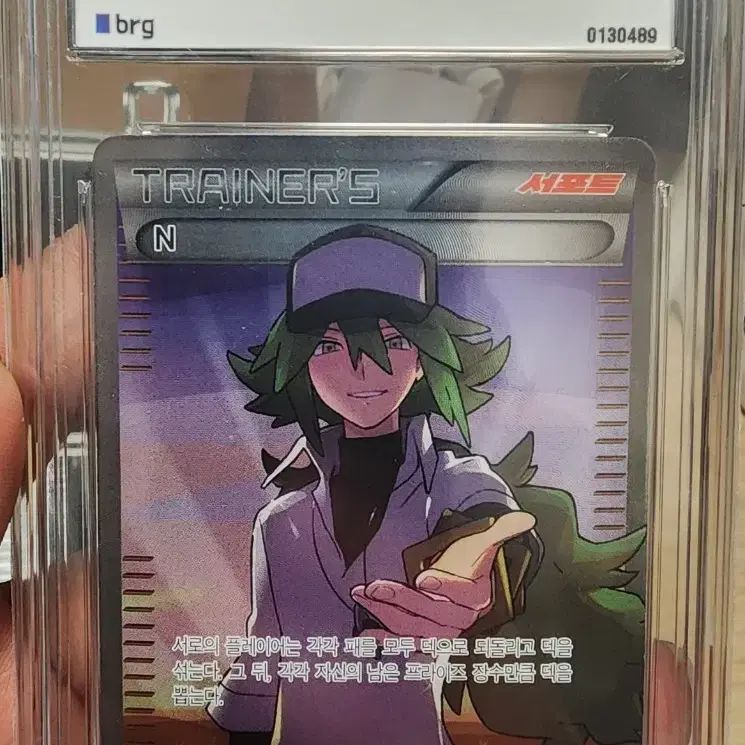 brg
0130489
TRAINER'S
서포트
N
서로의 플레이어는 각각 패를 모두 덱으로 되돌리고 덱을
섞는다. 그 뒤, 각각 자신의 남은 프라이즈 장수만큼 덱을
뽑는다.